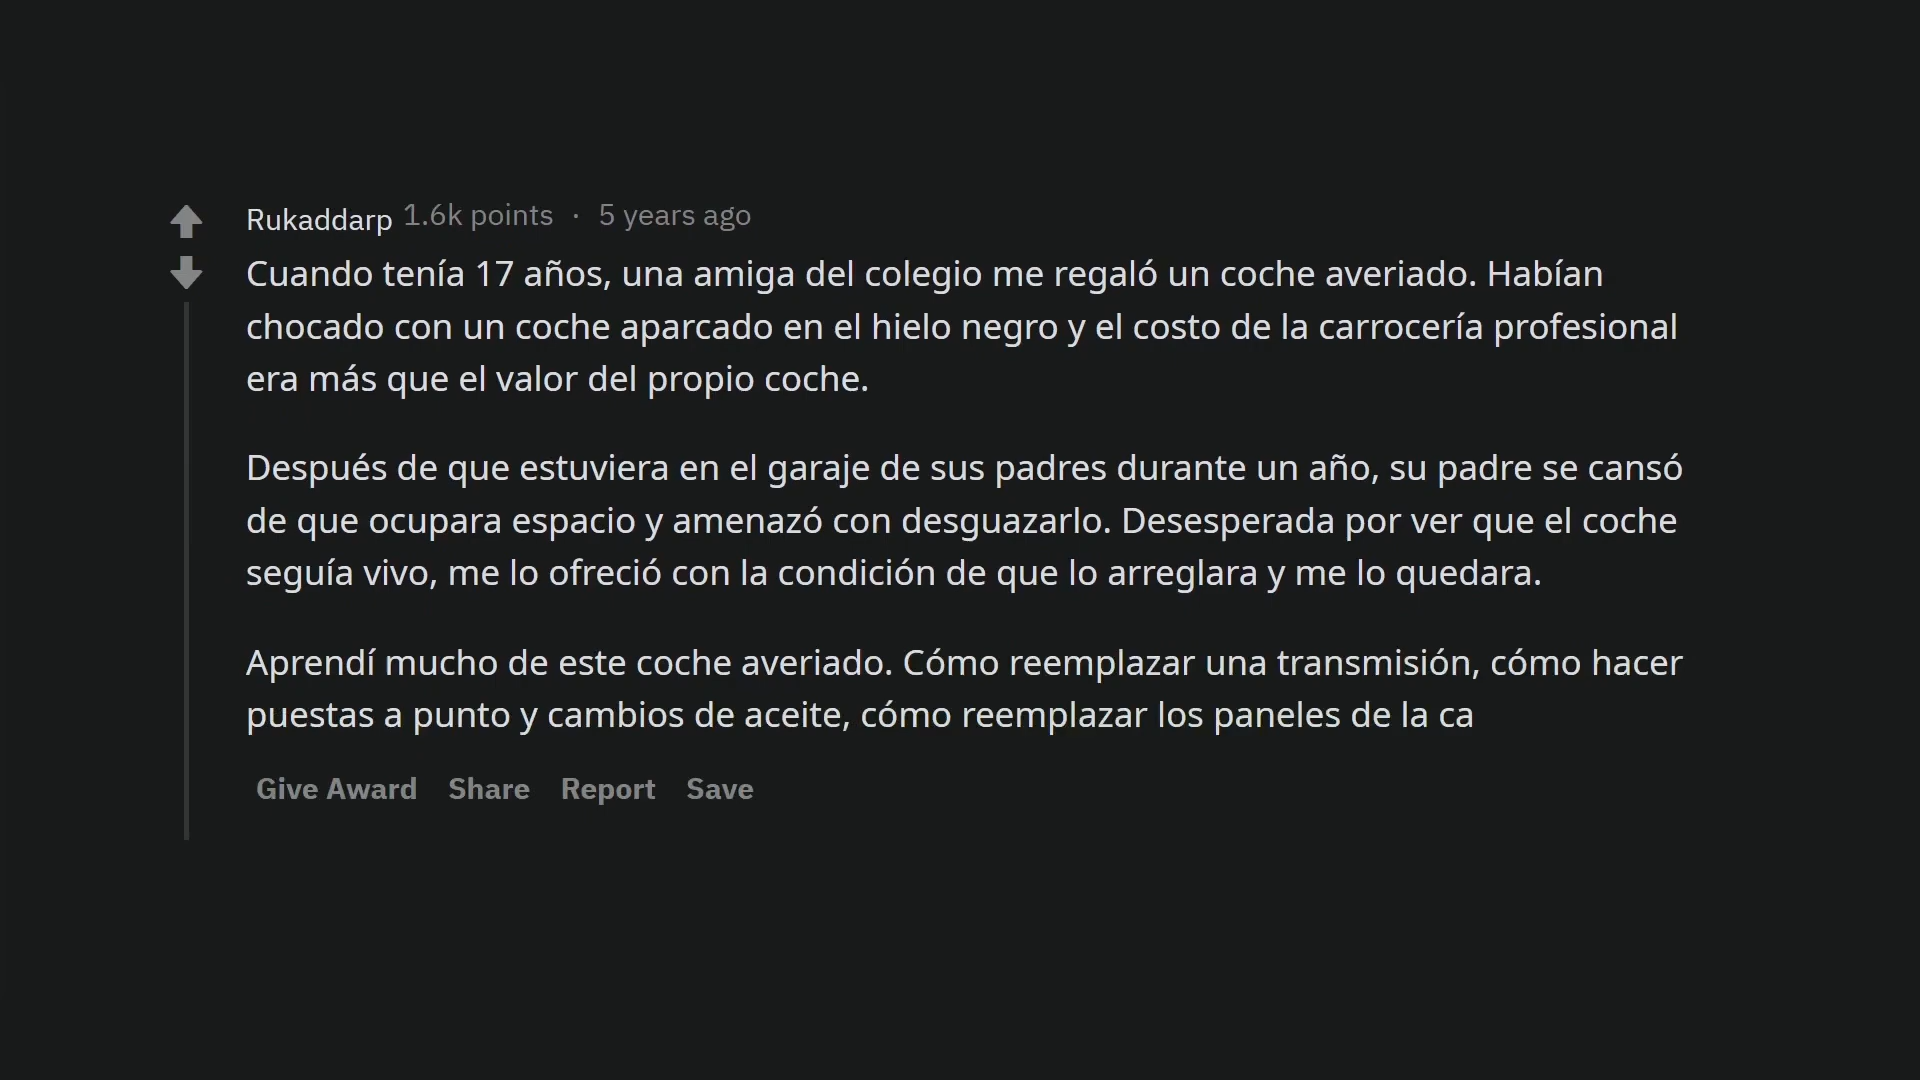 Rukaddarp 1.6k points · 5 years ago
Cuando tenía 17 años, una amiga del colegio me regaló un coche averiado. Habían
chocado con un coche aparcado en el hielo negro y el costo de la carrocería profesional
era más que el valor del propio coche.
Después de que estuviera en el garaje de sus padres durante un año, su padre se cansó
de que ocupara espacio y amenazó con desguazarlo. Desesperada por ver que el coche
seguía vivo, me lo ofreció con la condición de que lo arreglara y me lo quedara.
Aprendí mucho de este coche averiado. Cómo reemplazar una transmisión, cómo hacer
puestas a punto y cambios de aceite, cómo reemplazar los paneles de la ca
Give Award Share Report Save